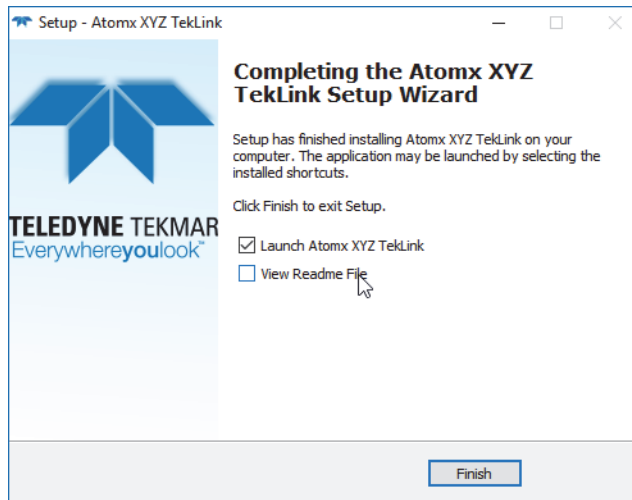 Setup - Atomx XYZ TekLink
Completing the Atomx XYZ
TekLink Setup Wizard
Setup has finished installing Atomx XYZ TekLink on your
computer. The application may be launched by selecting the
installed shortcuts.
Click Finish to exit Setup.
TELEDYNE TEKMAR
Everywhereyoulook™
Launch Atomx XYZ TekLink
View Readme File
Finish